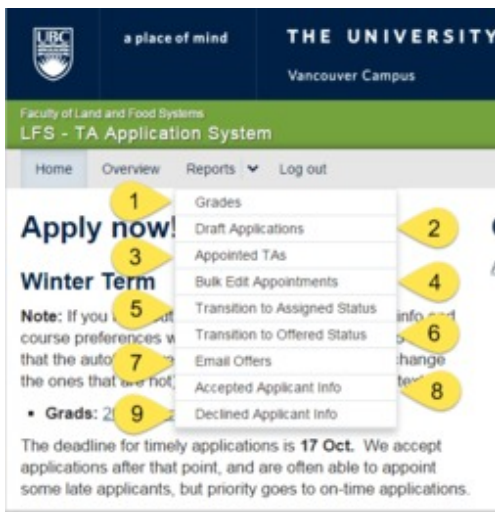 UBC
a place of mind
THE UNIVERSITY
Vancouver Campus
Faculty of Land and Food Systems
LFS - TA Application System
Home Overview Reports Log out
1 Grades
Apply now!
Draft Applications 2
3 Appointed TAs
Winter Term
Bulk Edit Appointments 4
Note: If you
5 Transition to Assigned Status
info and
course preferences
Transition to Offered Status 6
that the
7 Email Offers
change
the ones that are not
Accepted Applicant Info 8
• Grads:
9 Declined Applicant Info
The deadline for timely applications is 17 Oct. We accept
applications after that point, and are often able to appoint
some late applicants, but priority goes to on-time applications.